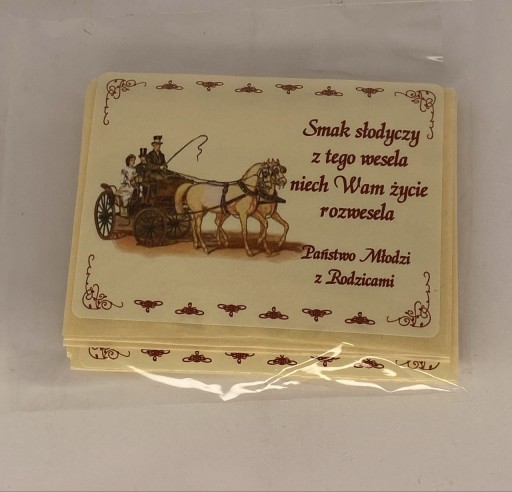 Smak słodyczy
z tego wesela
niech Wam życie
rozwesela
Państwo Młodzi
z Rodzicami